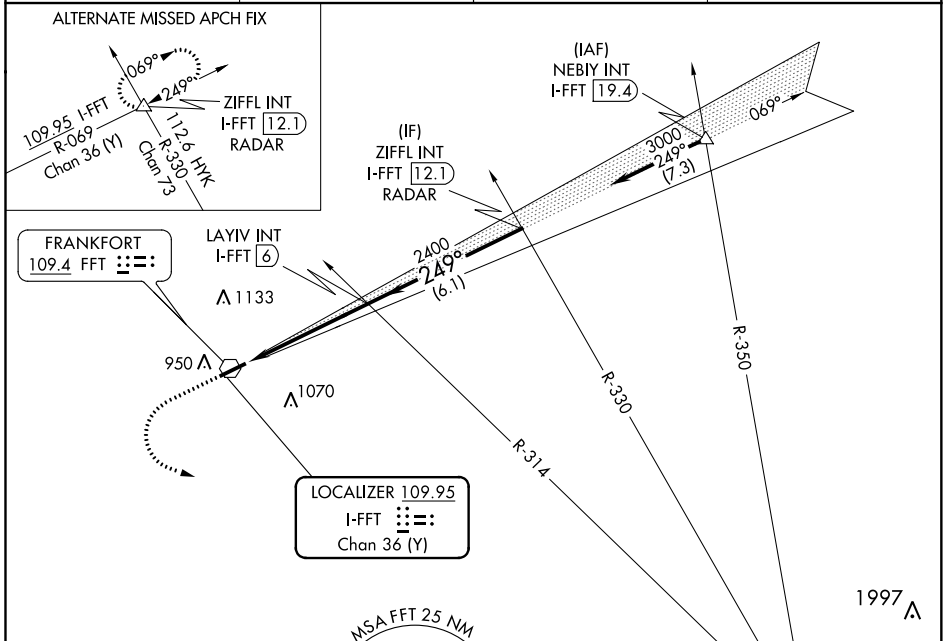 ALTERNATE MISSED APCH FIX
069°
249°
ZIFFL INT
I-FFT 12.1
RADAR
109.95 I-FFT
R-069
Chan 36 (Y)
112.6 HYK
R-330
Chan 73
(IAF)
NEBIY INT
I-FFT 19.4
069°
3000
249°
(7.3)
(IF)
ZIFFL INT
I-FFT 12.1
RADAR
LAYIV INT
I-FFT 6
2400
249°
(6.1)
FRANKFORT
109.4 FFT
1133
950
1070
R-350
R-330
R-314
LOCALIZER 109.95
I-FFT
Chan 36 (Y)
1997
MSA FFT 25 NM